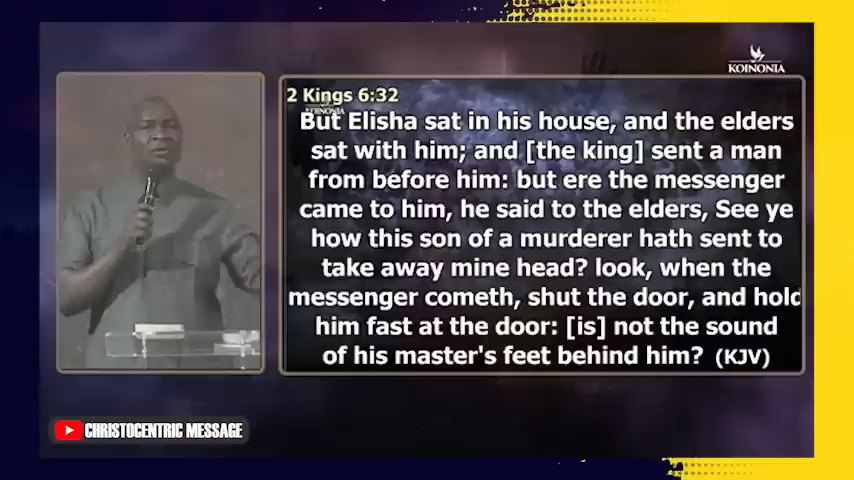 KOINONIA
2 Kings 6:32
KOINONIA
But Elisha sat in his house, and the elders
sat with him; and [the king] sent a man
from before him: but ere the messenger
came to him, he said to the elders, See ye
how this son of a murderer hath sent to
take away mine head? look, when the
messenger cometh, shut the door, and hold
him fast at the door: [is] not the sound
of his master's feet behind him? (KJV)
CHRISTOCENTRIC MESSAGE